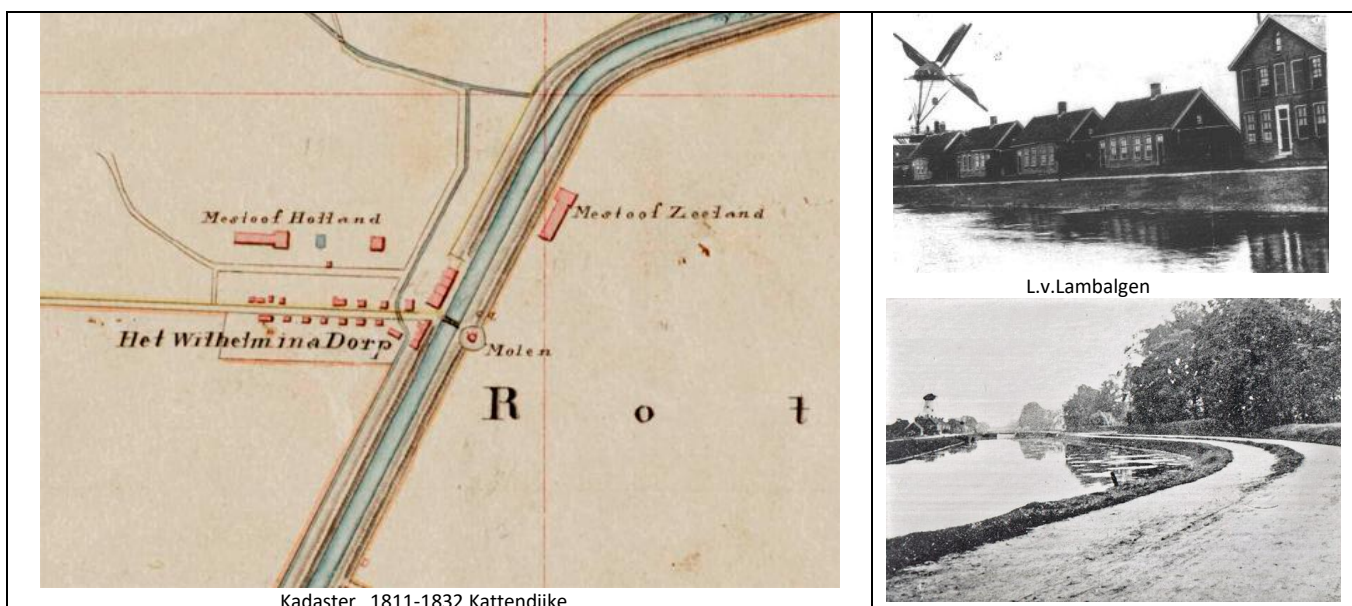 Mestoof Holland
Mestoof Zeeland
Het Wilhelmina Dorp
Molen
R o t
Kadaster 1811-1832 Kattendijke
L.v.Lambalgen